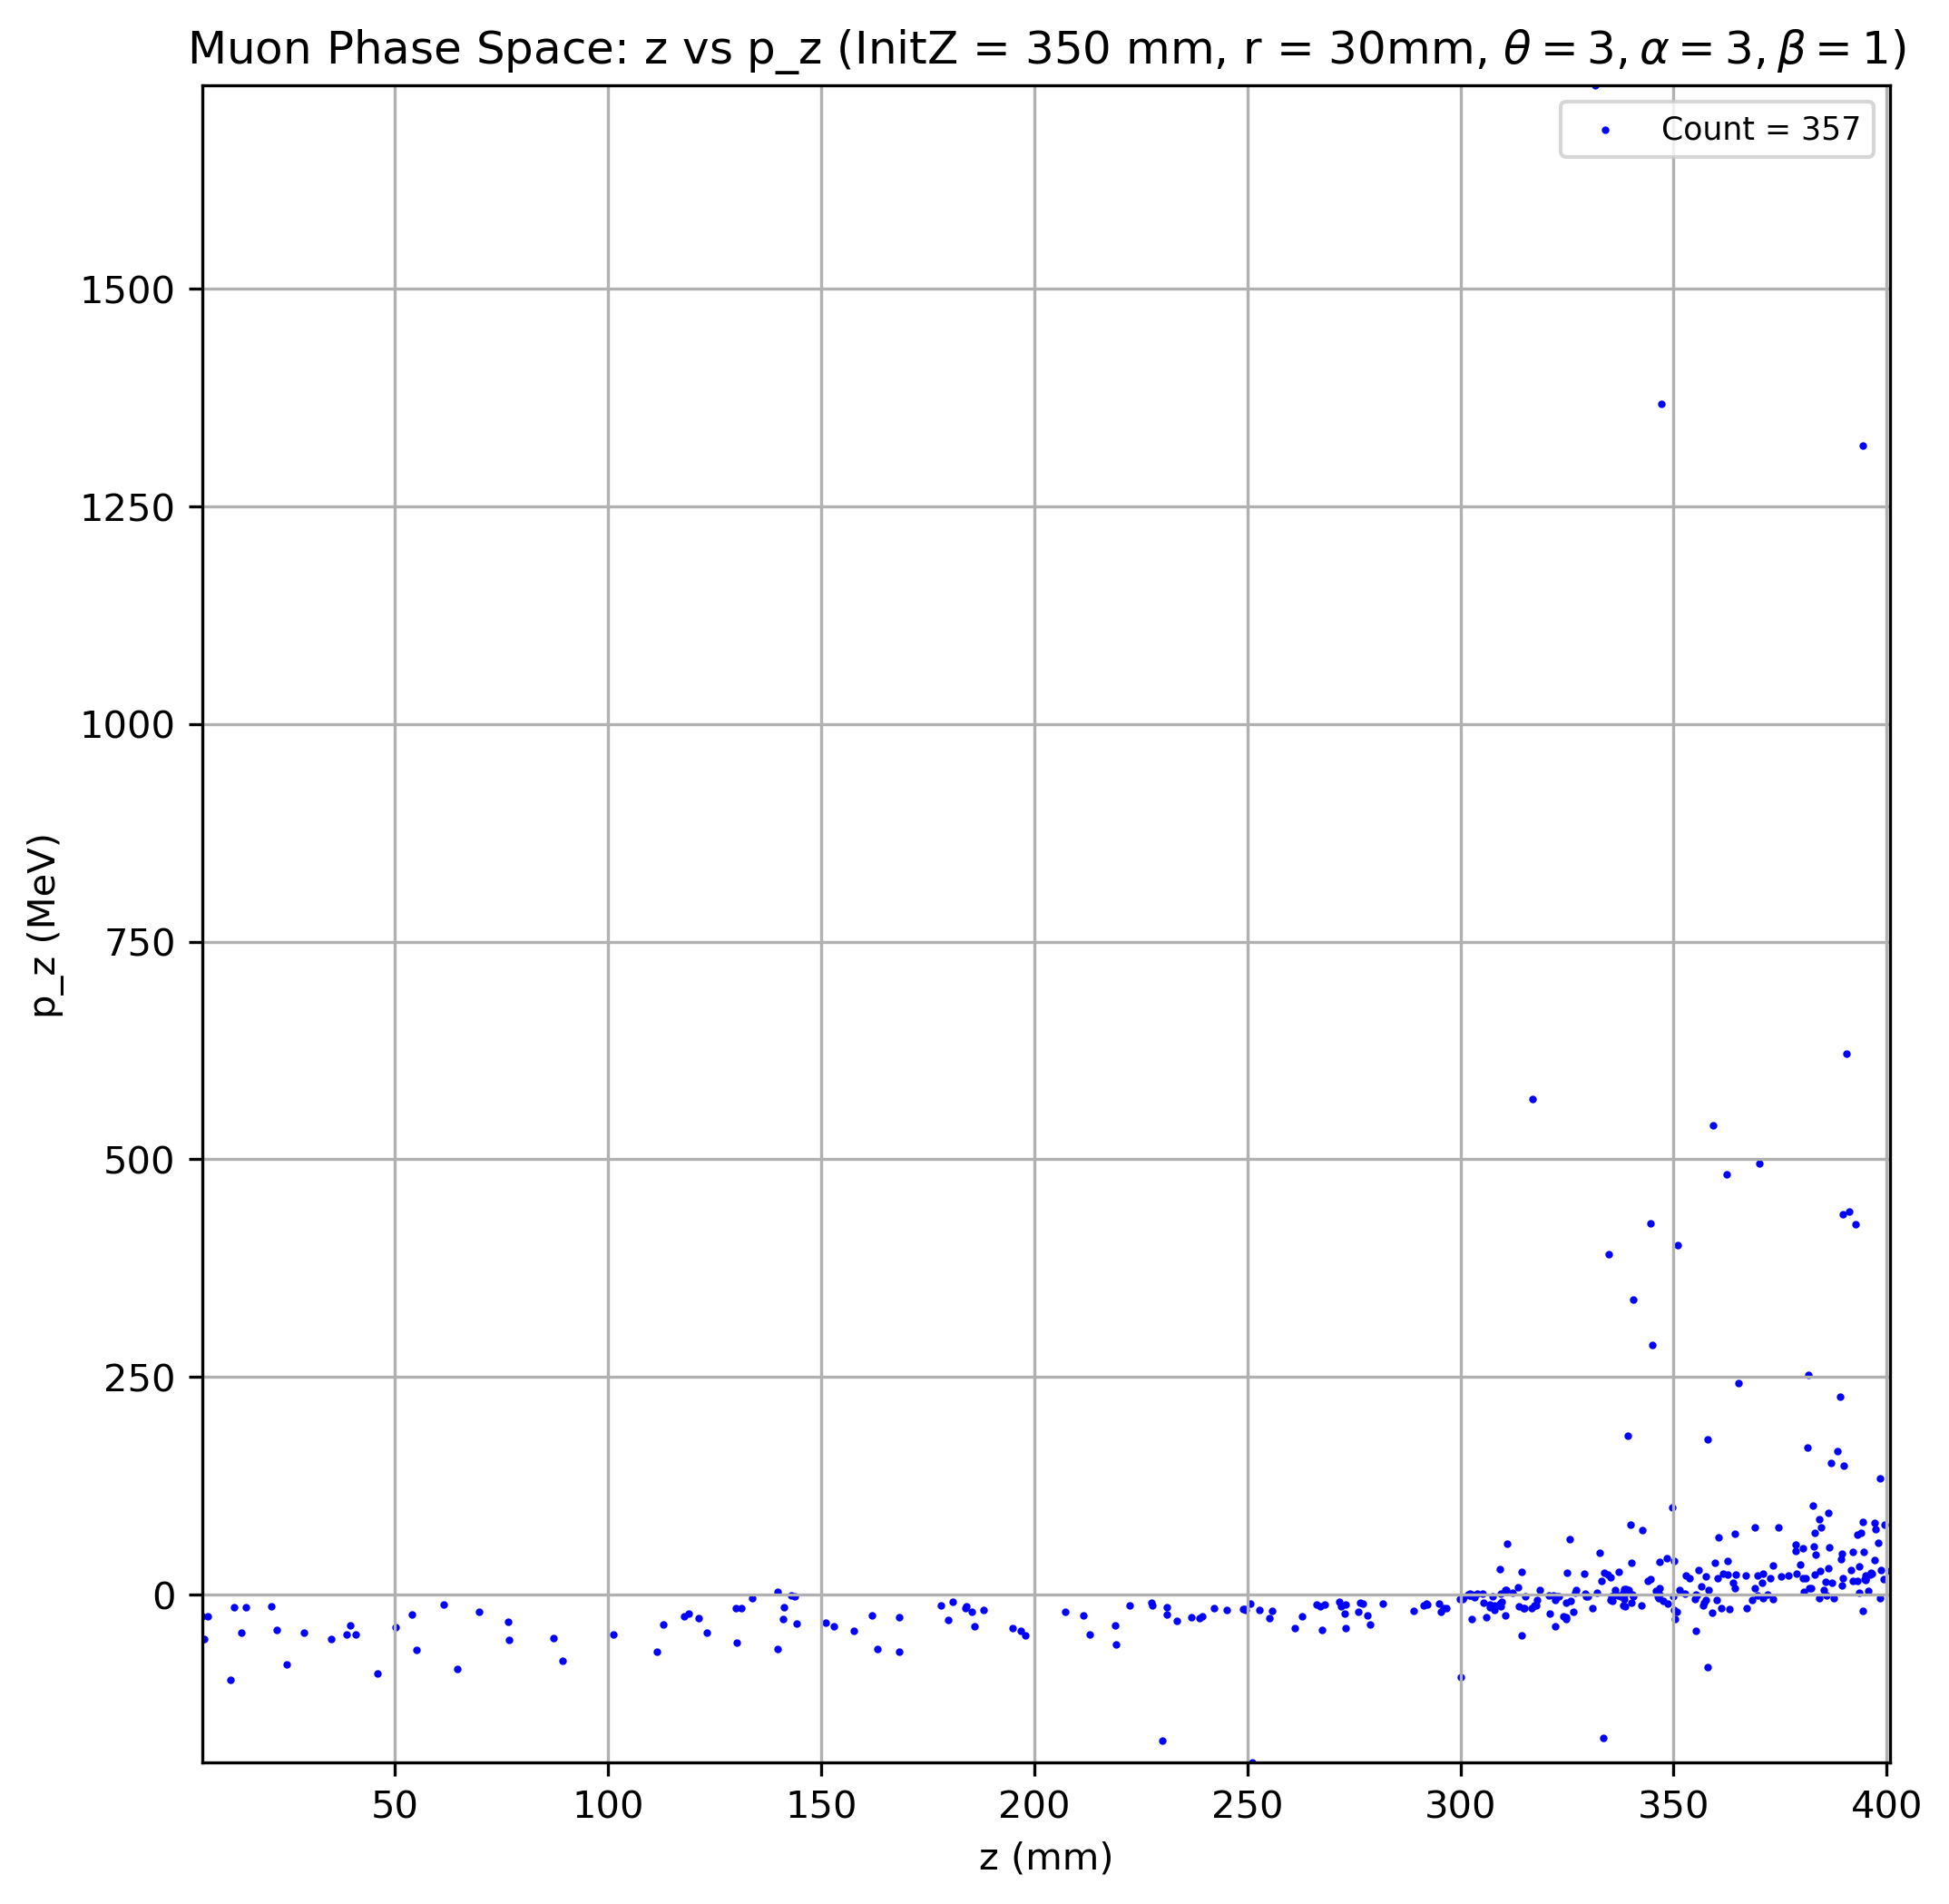 Muon Phase Space: z vs p_z (InitZ = 350 mm, r = 30mm, θ = 3, α = 3, β = 1)
Count = 357
1500
1250
1000
750
500
250
0
p_z (MeV)
50 100 150 200 250 300 350 400
z (mm)